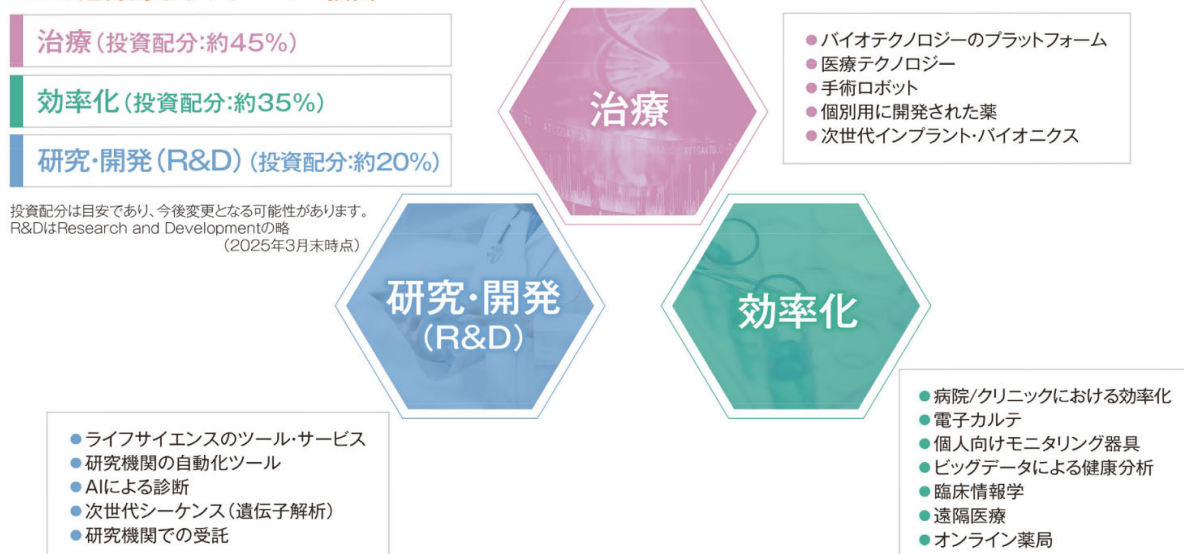 治療(投資配分:約45%)
効率化(投資配分:約35%)
研究・開発(R&D)(投資配分:約20%)
投資配分は目安であり、今後変更となる可能性があります。
R&DはResearch and Developmentの略
(2025年3月末時点)
治療
バイオテクノロジーのプラットフォーム
医療テクノロジー
手術ロボット
個別用に開発された薬
次世代インプラント・バイオニクス
研究・開発
(R&D)
効率化
ライフサイエンスのツール・サービス
研究機関の自動化ツール
AIによる診断
次世代シーケンス(遺伝子解析)
研究機関での受託
病院/クリニックにおける効率化
電子カルテ
個人向けモニタリング器具
ビッグデータによる健康分析
臨床情報学
遠隔医療
オンライン薬局